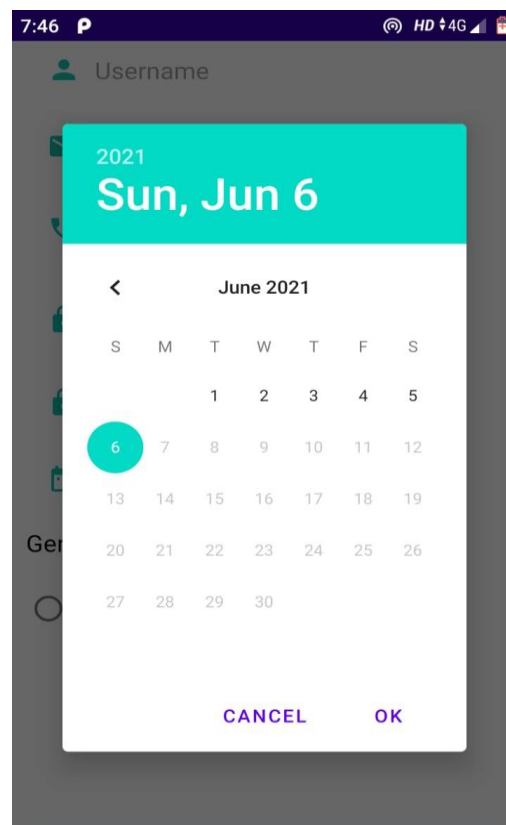 7:46 HD 4G
Username
2021
Sun, Jun 6
June 2021
S M T W T F S
1 2 3 4 5
6 7 8 9 10 11 12
13 14 15 16 17 18 19
20 21 22 23 24 25 26
Ger
27 28 29 30
CANCEL OK